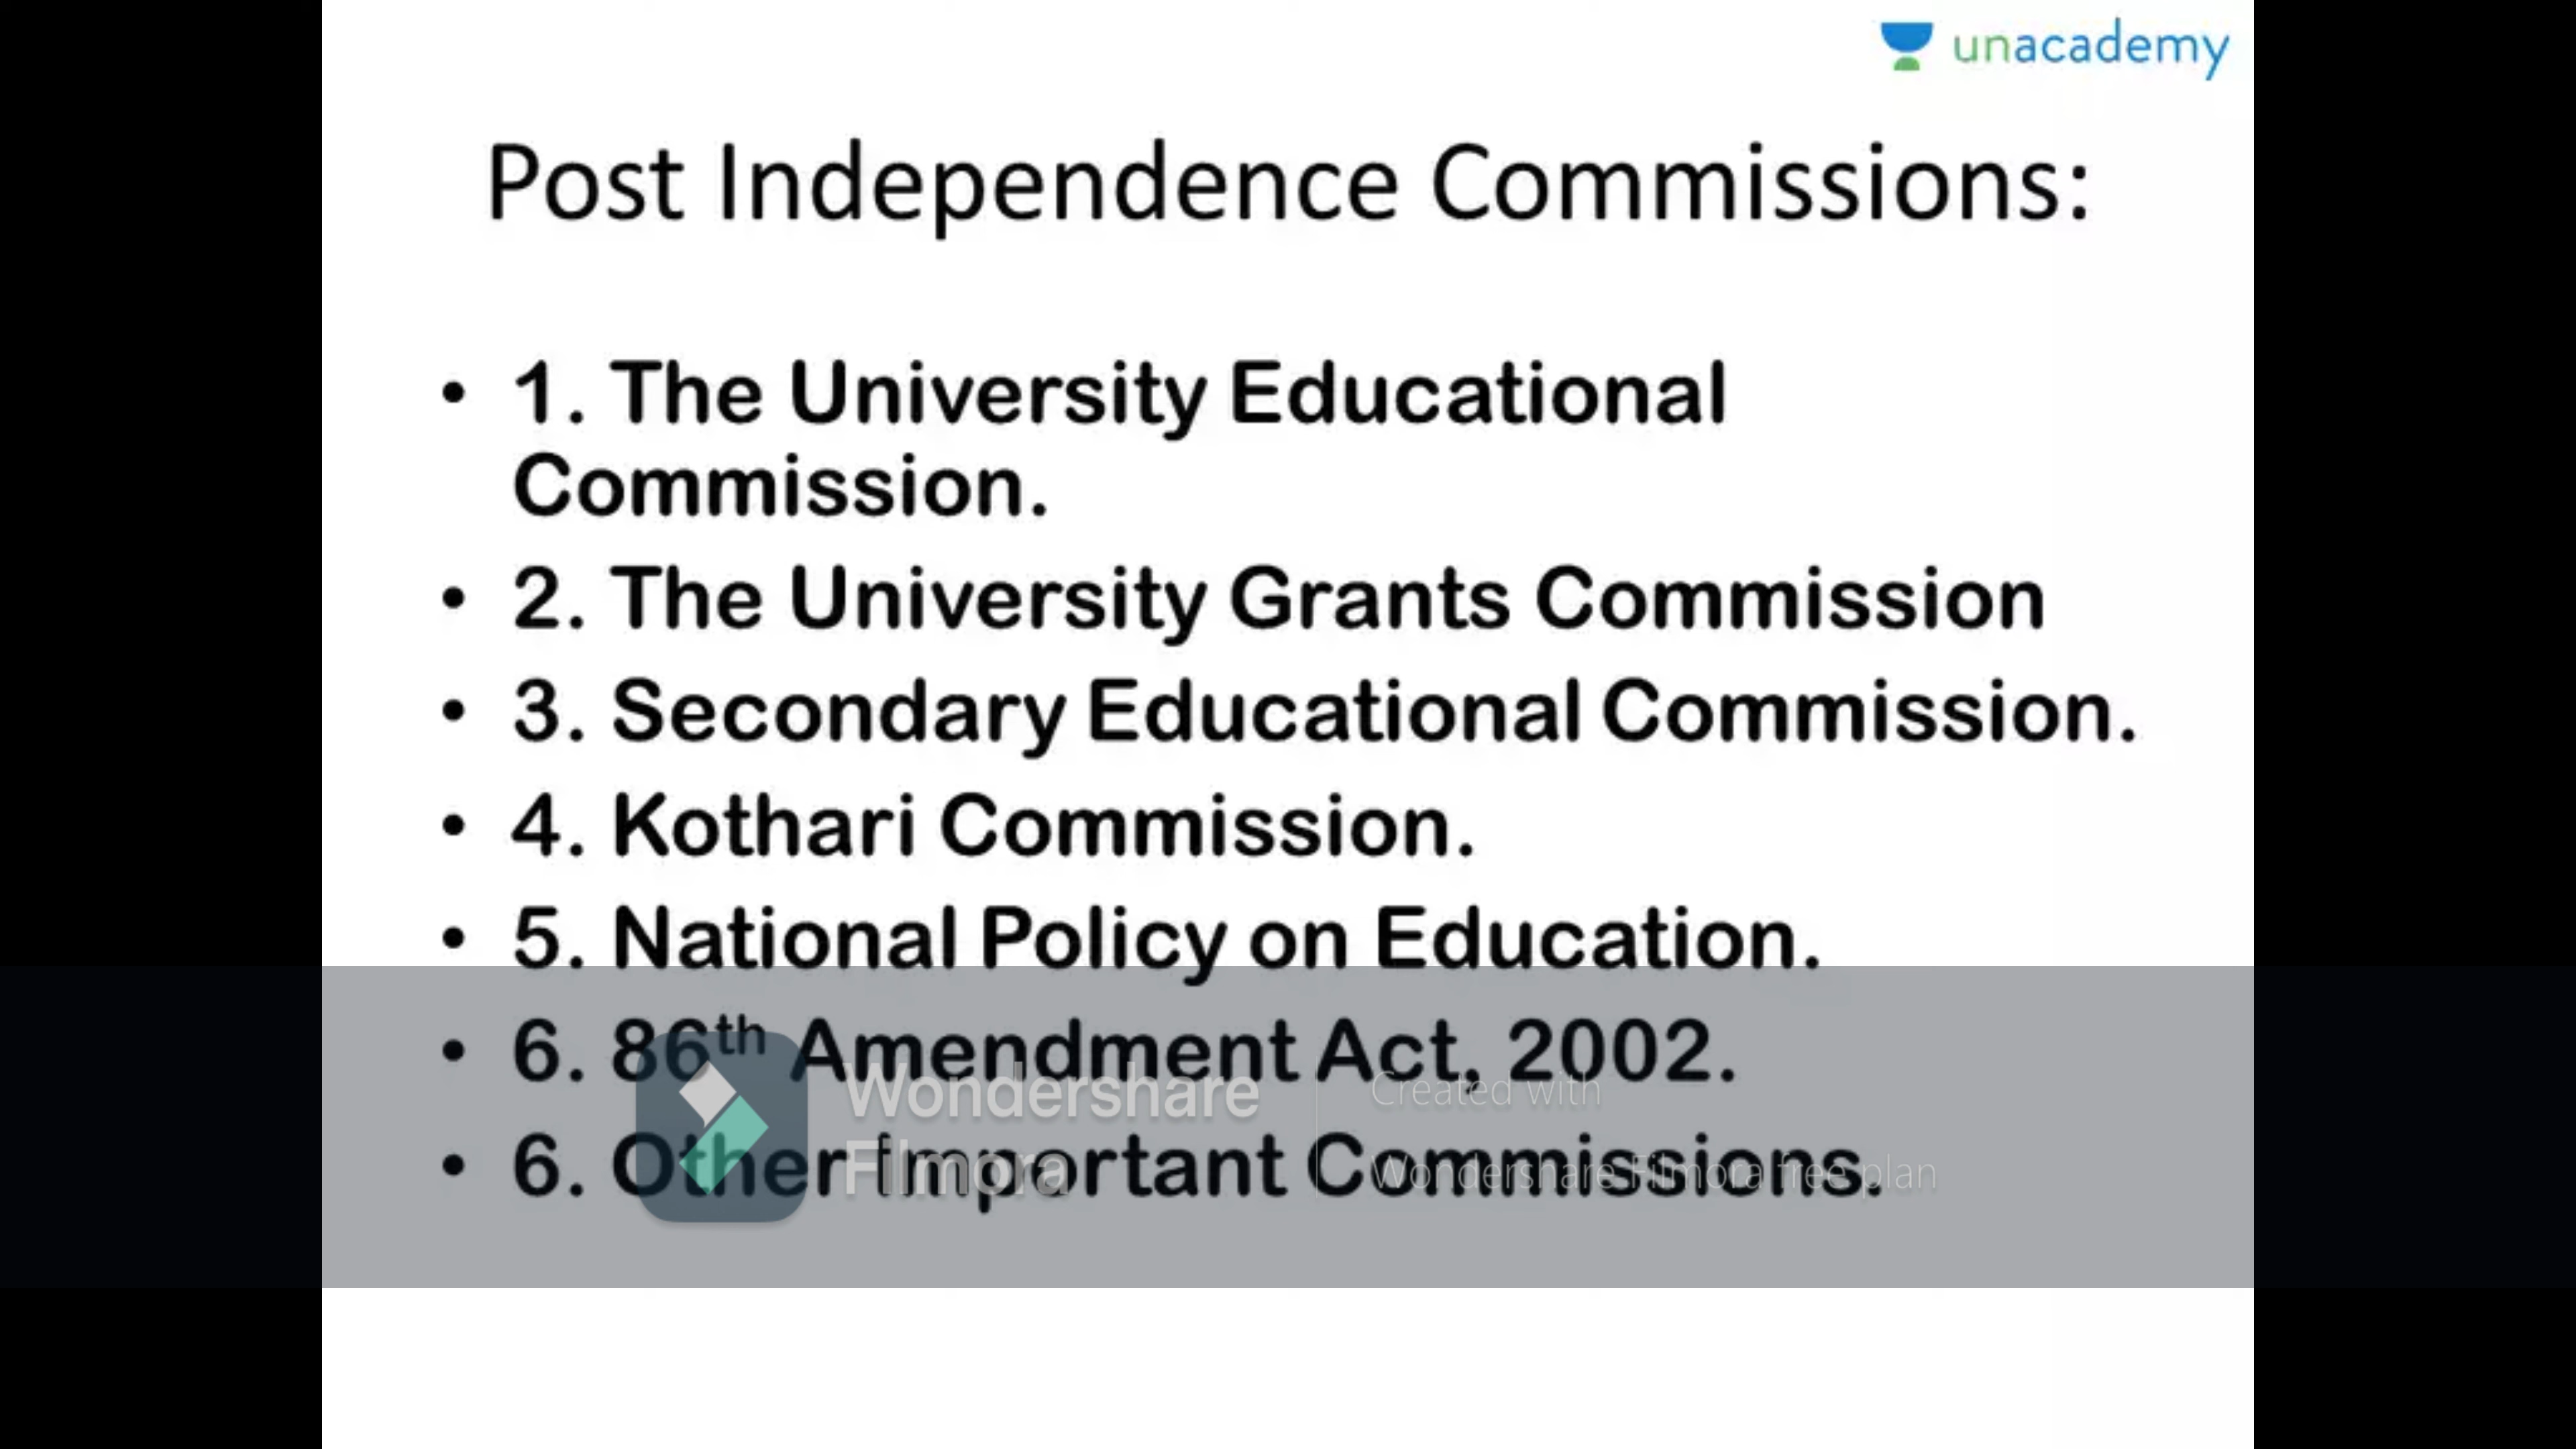 unacademy
Post Independence Commissions:
• 1. The University Educational
Commission.
• 2. The University Grants Commission
• 3. Secondary Educational Commission.
• 4. Kothari Commission.
• 5. National Policy on Education.
• 6. 86th Amendment Act, 2002.
• 6. Other Important Commissions.
Wondershare
Filmora
Created with
Wondershare Filmora free plan